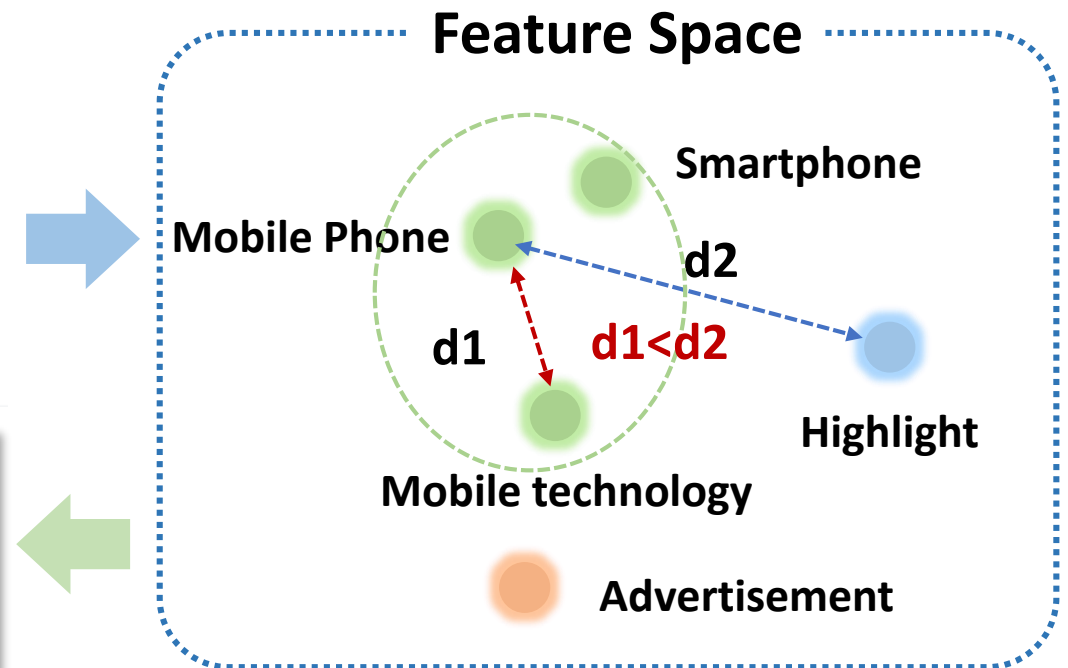 Feature Space
Smartphone
Mobile Phone
d2
d1
d1<d2
Highlight
Mobile technology
Advertisement